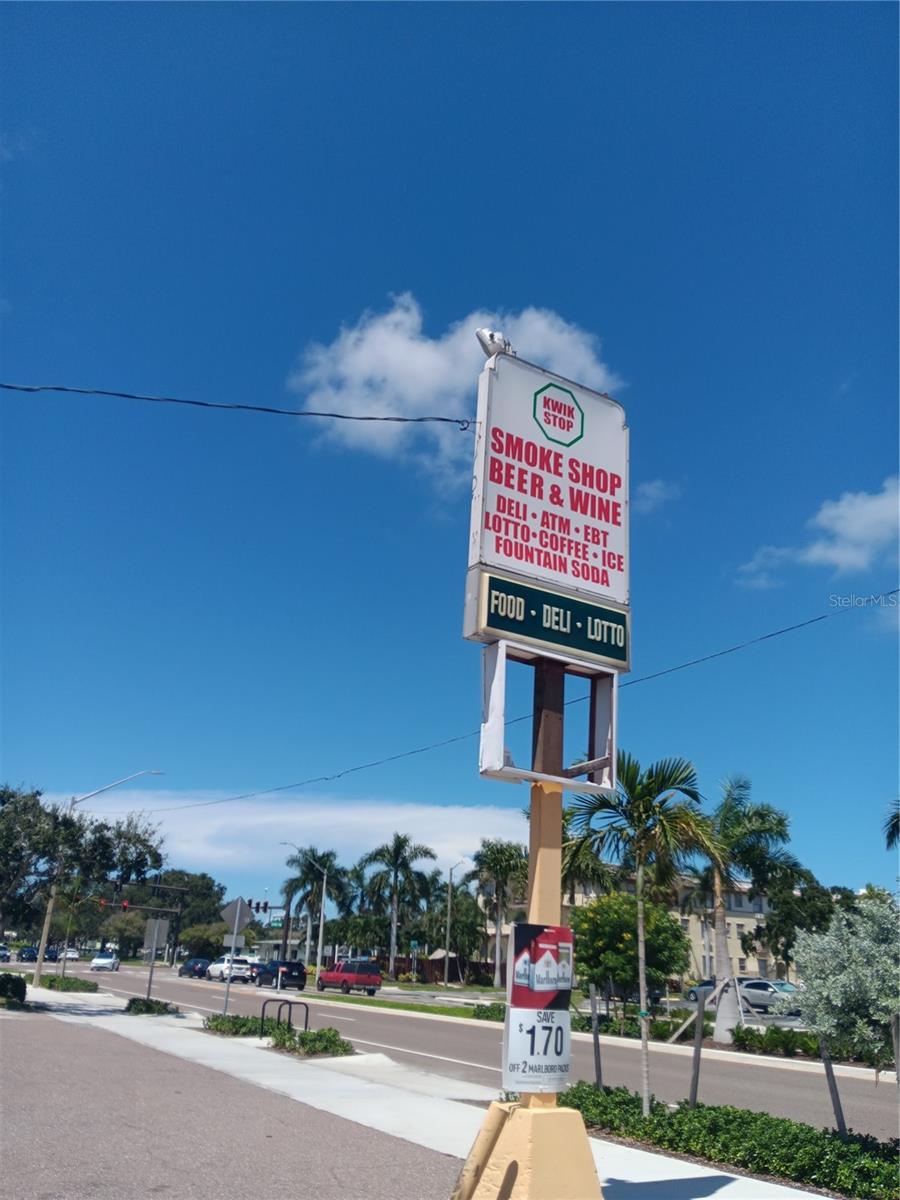 KWIK
STOP
SMOKE SHOP
BEER & WINE
DELI • ATM • EBT
LOTTO • COFFEE • ICE
FOUNTAIN SODA
FOOD • DELI • LOTTO
StellarMLS
Marlboro
SAVE
$1.70
OFF 2 MARLBORO PACKS